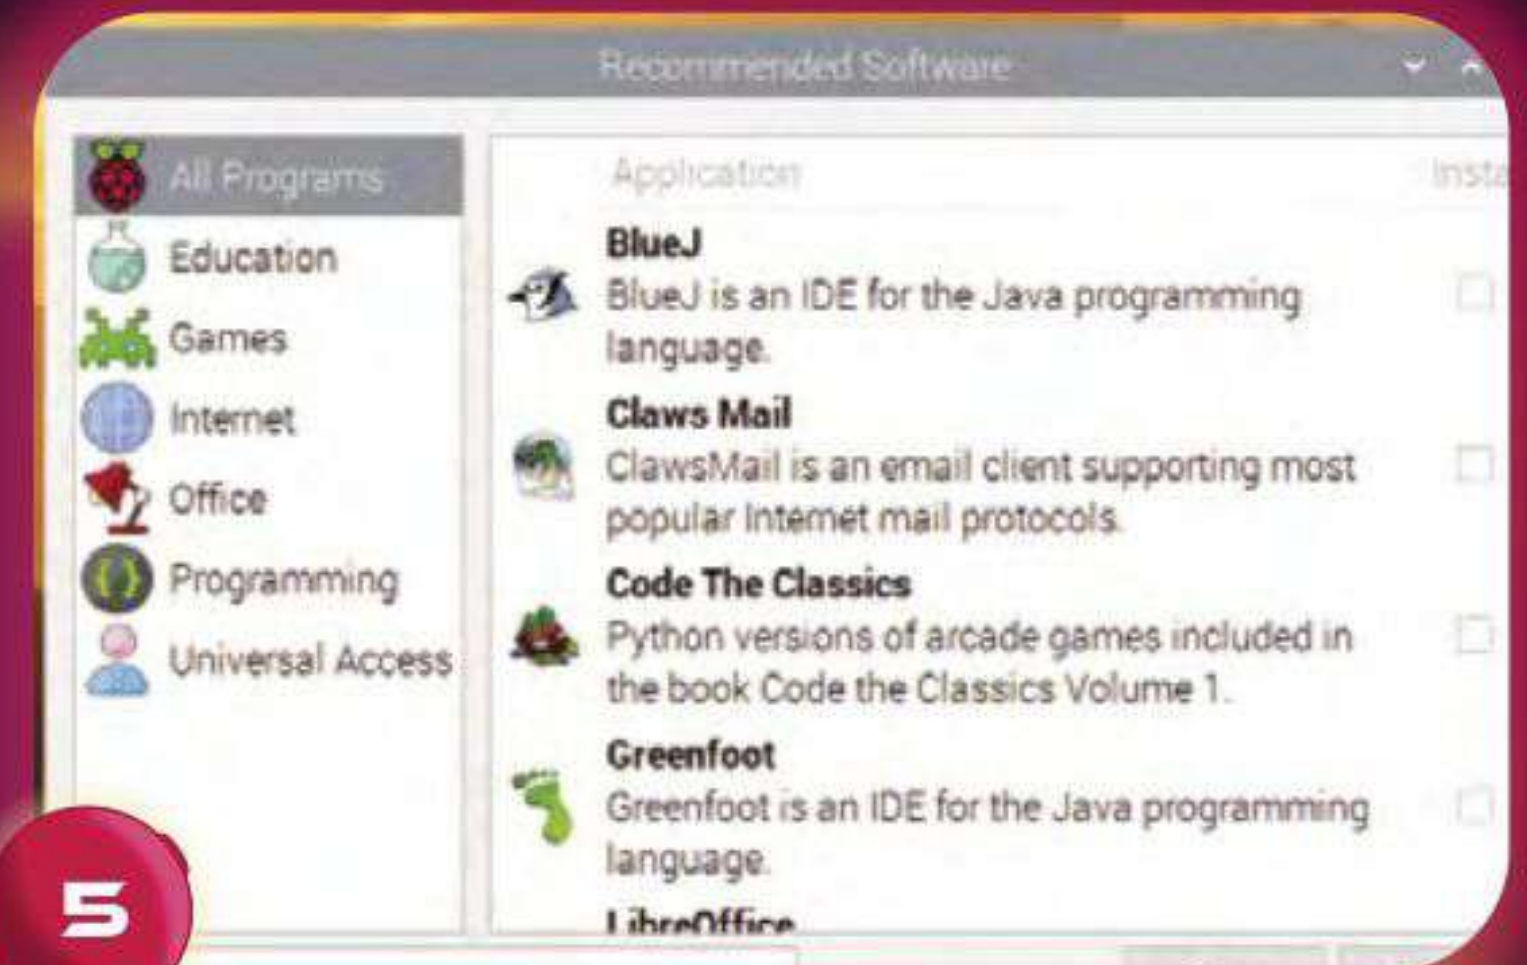 Recommended Software
All Programs
Education
Games
Internet
Office
Programming
Universal Access
Application
BlueJ
BlueJ is an IDE for the Java programming
language.
Claws Mail
ClawsMail is an email client supporting most
popular Internet mail protocols.
Code The Classics
Python versions of arcade games included in
the book Code the Classics Volume 1.
Greenfoot
Greenfoot is an IDE for the Java programming
language.
LibreOffice
5